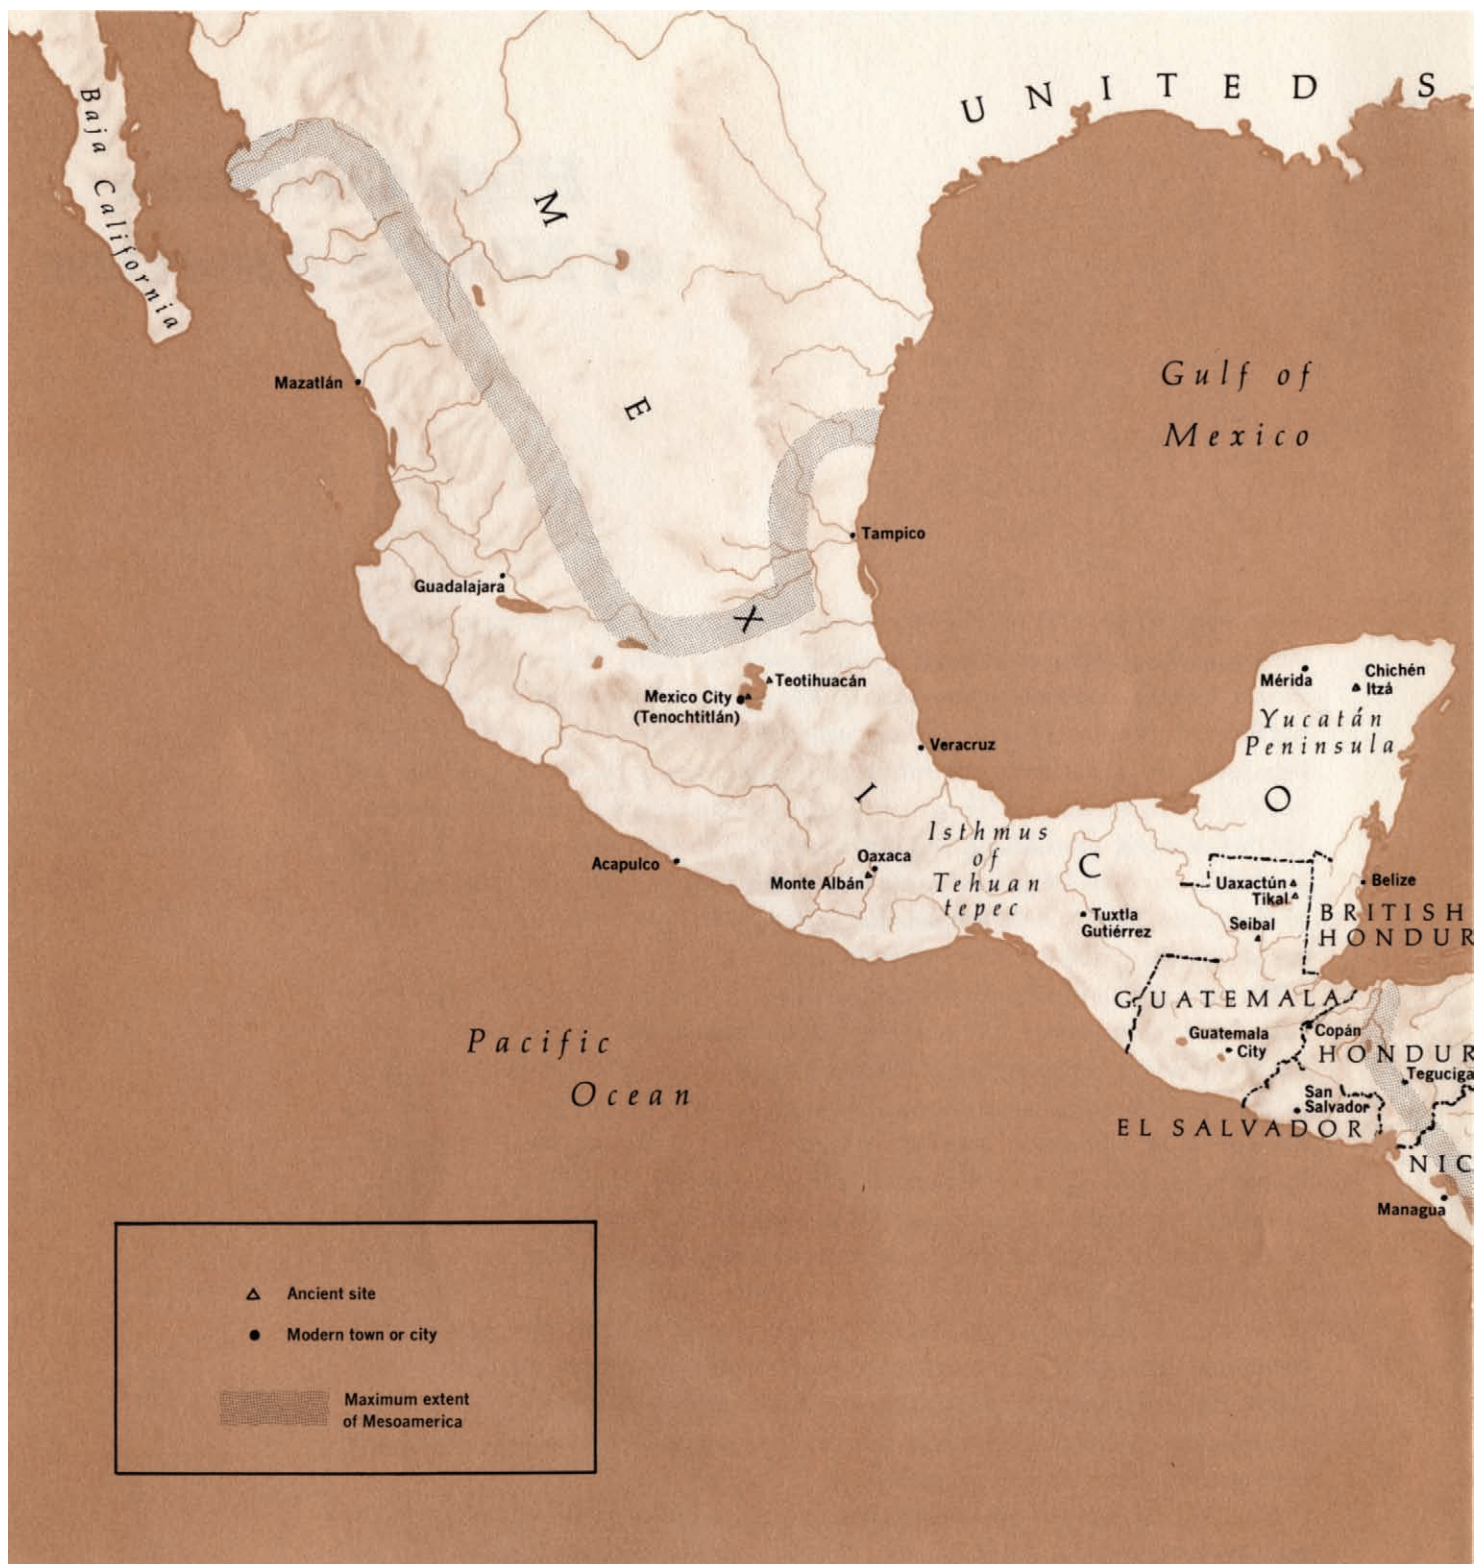 UNITED S
Baja California
MEXICO
Gulf of
Mexico
Mazatlán
Tampico
Guadalajara
Teotihuacán
Mexico City
(Tenochtitlán)
Mérida
Chichén
Itzá
Yucatán
Peninsula
Veracruz
Isthmus
of
Tehuan
tepec
Acapulco
Oaxaca
Monte Albán
Uaxactún
Tikal
Belize
Seibal
Tuxtla
Gutiérrez
BRITISH
HONDUR
GUATEMALA
Guatemala
City
Copán
HONDUR
Teguciga
San
Salvador
EL SALVADOR
NIC
Managua
Pacific
Ocean
Ancient site
Modern town or city
Maximum extent
of Mesoamerica